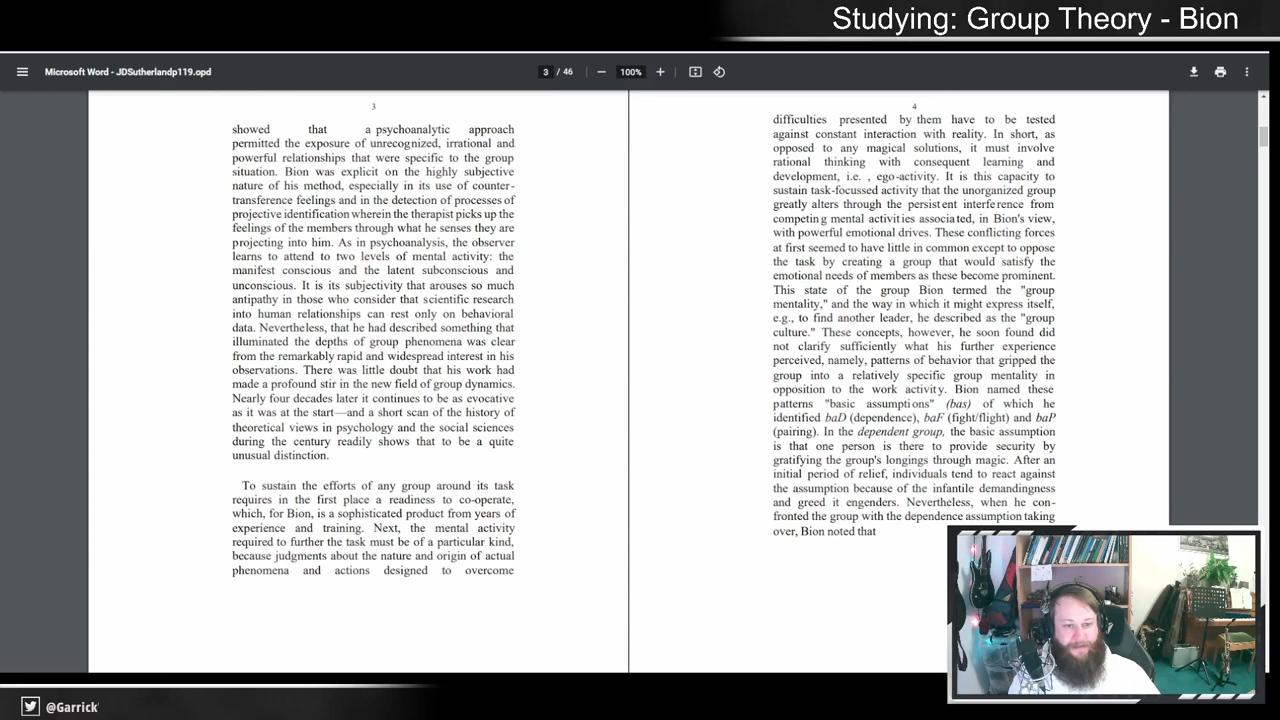 Studying: Group Theory - Bion
Microsoft Word - JDSutherlandp119.opd
3 / 46
100%
3
showed that a psychoanalytic approach
permitted the exposure of unrecognized, irrational and
powerful relationships that were specific to the group
situation. Bion was explicit on the highly subjective
nature of his method, especially in its use of counter-
transference feelings and in the detection of processes of
projective identification wherein the therapist picks up the
feelings of the members through what he senses they are
projecting into him. As in psychoanalysis, the observer
learns to attend to two levels of mental activity: the
manifest conscious and the latent subconscious and
unconscious. It is its subjectivity that arouses so much
antipathy in those who consider that scientific research
into human relationships can rest only on behavioral
data. Nevertheless, that he had described something that
illuminated the depths of group phenomena was clear
from the remarkably rapid and widespread interest in his
observations. There was little doubt that his work had
made a profound stir in the new field of group dynamics.
Nearly four decades later it continues to be as evocative
as it was at the start—and a short scan of the history of
theoretical views in psychology and the social sciences
during the century readily shows that to be a quite
unusual distinction.
To sustain the efforts of any group around its task
requires in the first place a readiness to co-operate,
which, for Bion, is a sophisticated product from years of
experience and training. Next, the mental activity
required to further the task must be of a particular kind,
because judgments about the nature and origin of actual
phenomena and actions designed to overcome
4
difficulties presented by them have to be tested
against constant interaction with reality. In short, as
opposed to any magical solutions, it must involve
rational thinking with consequent learning and
development, i.e. , ego-activity. It is this capacity to
sustain task-focussed activity that the unorganized group
greatly alters through the persistent interference from
competing mental activities associated, in Bion's view,
with powerful emotional drives. These conflicting forces
at first seemed to have little in common except to oppose
the task by creating a group that would satisfy the
emotional needs of members as these become prominent.
This state of the group Bion termed the "group
mentality," and the way in which it might express itself,
e.g., to find another leader, he described as the "group
culture." These concepts, however, he soon found did
not clarify sufficiently what his further experience
perceived, namely, patterns of behavior that gripped the
group into a relatively specific group mentality in
opposition to the work activity. Bion named these
patterns "basic assumptions" (bas) of which he
identified baD (dependence), baF (fight/flight) and baP
(pairing). In the dependent group, the basic assumption
is that one person is there to provide security by
gratifying the group's longings through magic. After an
initial period of relief, individuals tend to react against
the assumption because of the infantile demandingness
and greed it engenders. Nevertheless, when he con-
fronted the group with the dependence assumption taking
over, Bion noted that
@Garrick